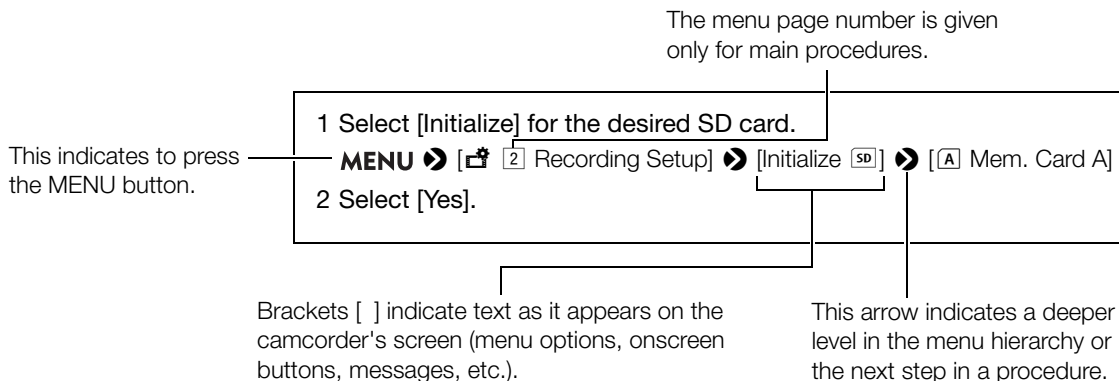 The menu page number is given
only for main procedures.
1 Select [Initialize] for the desired SD card.
MENU [2 Recording Setup] [Initialize SD] [A Mem. Card A]
2 Select [Yes].
This indicates to press
the MENU button.
Brackets [ ] indicate text as it appears on the
camcorder's screen (menu options, onscreen
buttons, messages, etc.).
This arrow indicates a deeper
level in the menu hierarchy or
the next step in a procedure.